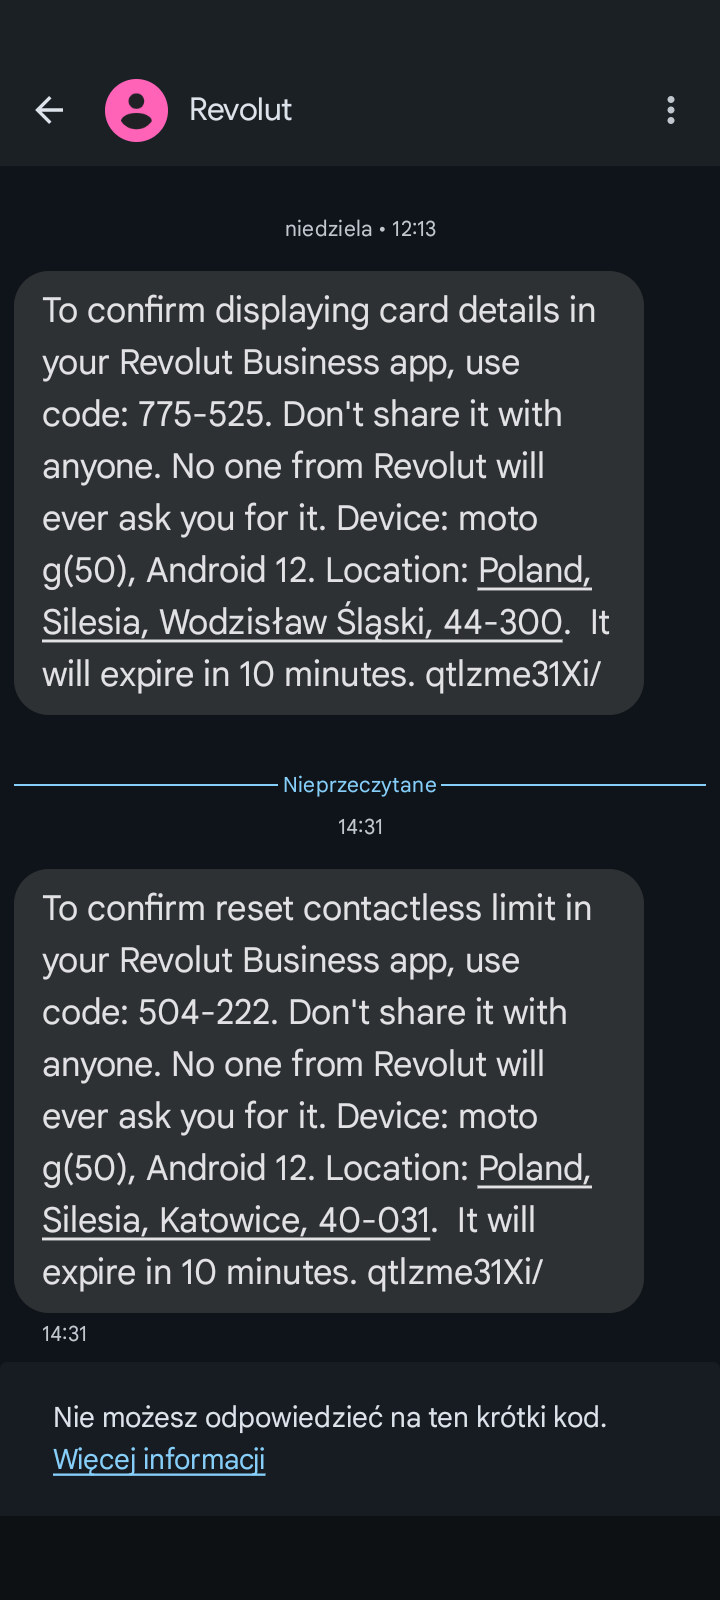 Revolut
niedziela • 12:13
To confirm displaying card details in
your Revolut Business app, use
code: 775-525. Don't share it with
anyone. No one from Revolut will
ever ask you for it. Device: moto
g(50), Android 12. Location: Poland,
Silesia, Wodzisław Śląski, 44-300.  It
will expire in 10 minutes. qtlzme31Xi/
Nieprzeczytane
14:31
To confirm reset contactless limit in
your Revolut Business app, use
code: 504-222. Don't share it with
anyone. No one from Revolut will
ever ask you for it. Device: moto
g(50), Android 12. Location: Poland,
Silesia, Katowice, 40-031.  It will
expire in 10 minutes. qtlzme31Xi/
14:31
Nie możesz odpowiedzieć na ten krótki kod.
Więcej informacji